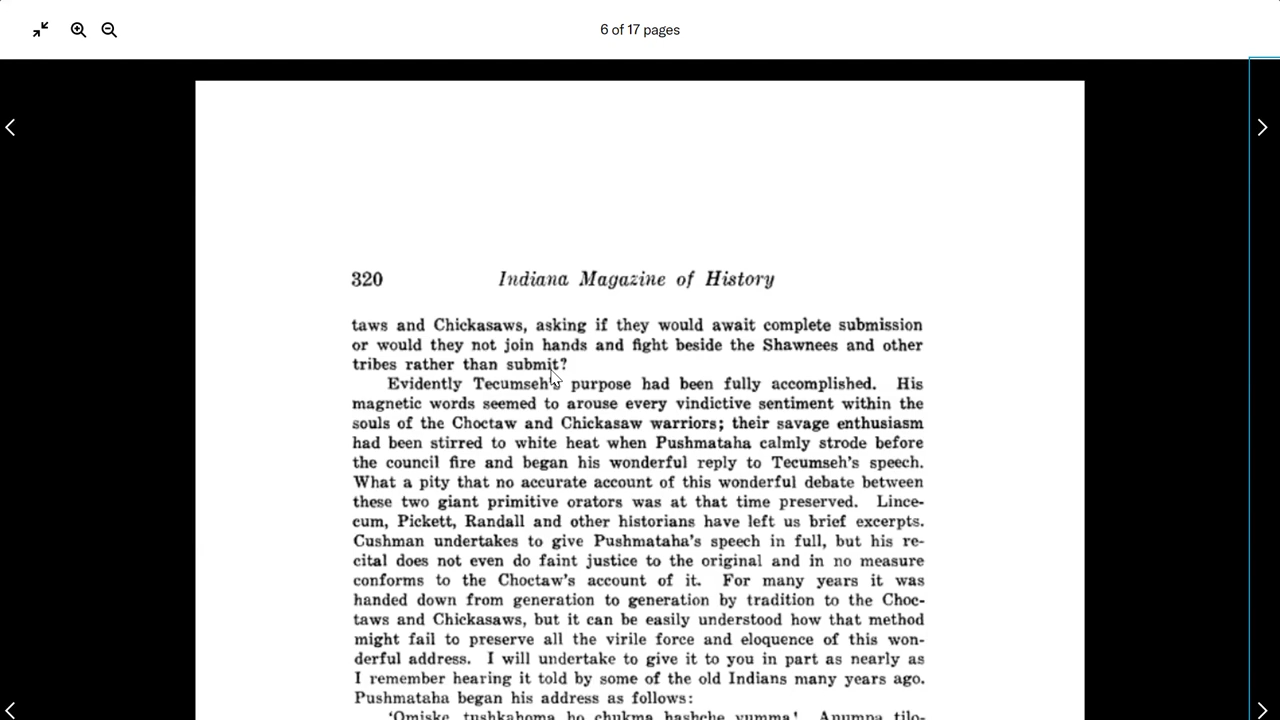 6 of 17 pages
320 Indiana Magazine of History
taws and Chickasaws, asking if they would await complete submission
or would they not join hands and fight beside the Shawnees and other
tribes rather than submit?
Evidently Tecumseh's purpose had been fully accomplished. His
magnetic words seemed to arouse every vindictive sentiment within the
souls of the Choctaw and Chickasaw warriors; their savage enthusiasm
had been stirred to white heat when Pushmataha calmly strode before
the council fire and began his wonderful reply to Tecumseh's speech.
What a pity that no accurate account of this wonderful debate between
these two giant primitive orators was at that time preserved. Lince-
cum, Pickett, Randall and other historians have left us brief excerpts.
Cushman undertakes to give Pushmataha's speech in full, but his re-
cital does not even do faint justice to the original and in no measure
conforms to the Choctaw's account of it. For many years it was
handed down from generation to generation by tradition to the Choc-
taws and Chickasaws, but it can be easily understood how that method
might fail to preserve all the virile force and eloquence of this won-
derful address. I will undertake to give it to you in part as nearly as
I remember hearing it told by some of the old Indians many years ago.
Pushmataha began his address as follows:
'Omiske, tushkahoma ho chukma hashche yumma! Anumpa tilo-